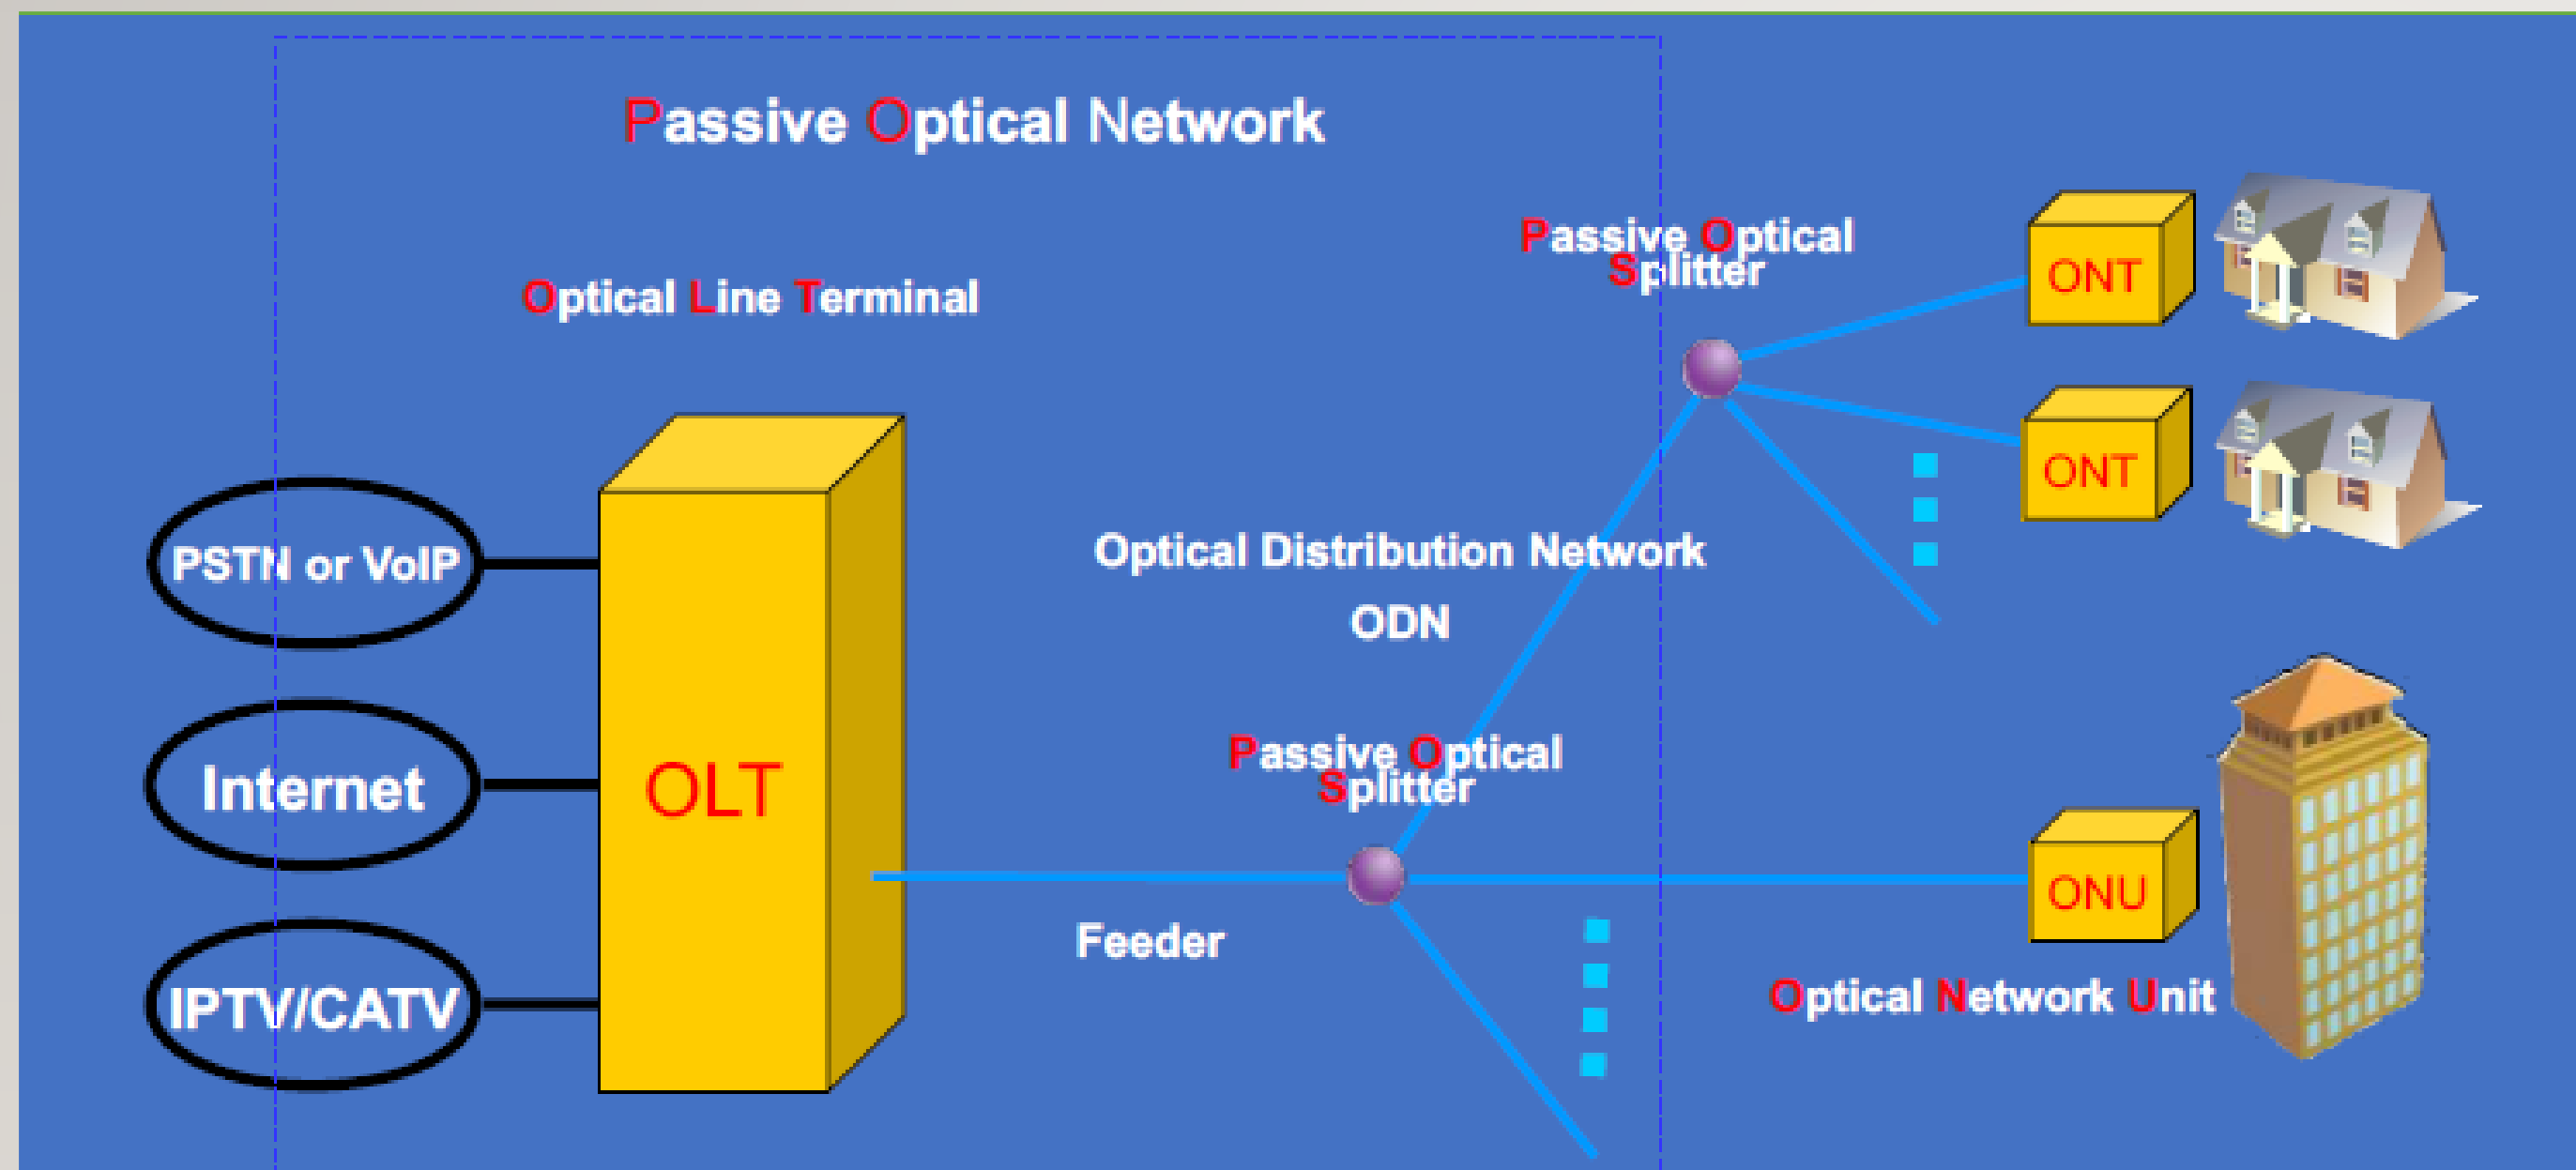 Passive Optical Network
Passive Optical
Splitter
Optical Line Terminal
ONT
ONT
PSTN or VoIP
Optical Distribution Network
ODN
Passive Optical
Splitter
Internet
OLT
ONU
Feeder
IPTV/CATV
Optical Network Unit